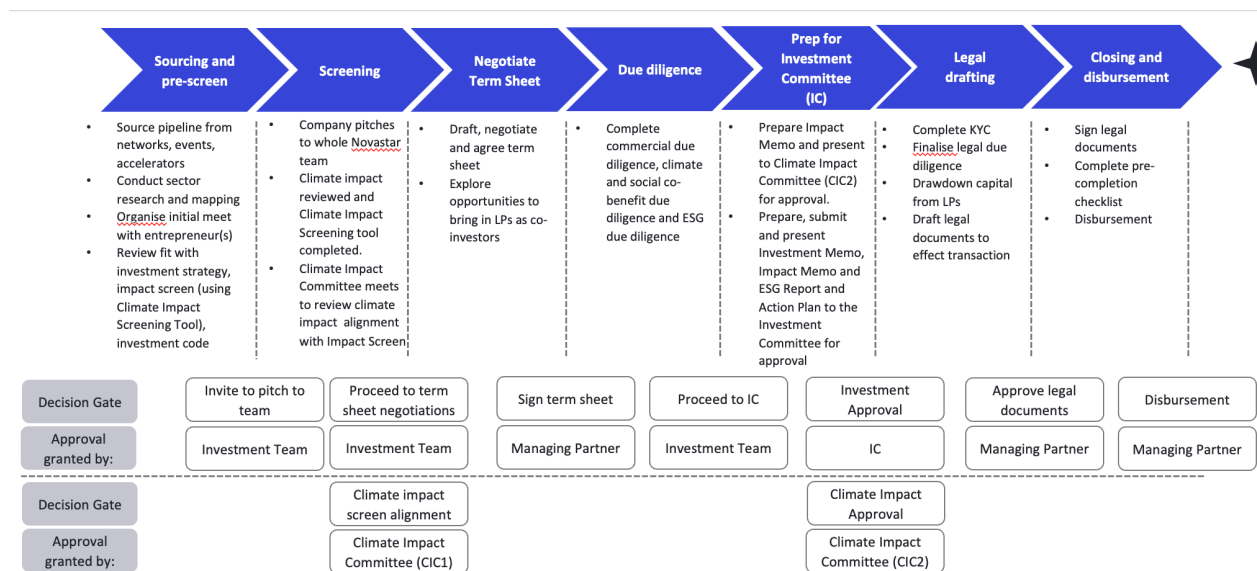 Sourcing and
pre-screen
Screening
Negotiate
Term Sheet
Due diligence
Prep for
Investment
Committee
(IC)
Legal
drafting
Closing and
disbursement
• Source pipeline from
networks, events,
accelerators
• Conduct sector
research and mapping
• Organise initial meet
with entrepreneur(s)
• Review fit with
investment strategy,
impact screen (using
Climate Impact
Screening Tool),
investment code
• Company pitches
to whole Novastar
team
• Climate impact
reviewed and
Climate Impact
Screening tool
completed.
• Climate Impact
Committee meets
to review climate
impact alignment
with Impact Screen
• Draft, negotiate
and agree term
sheet
• Explore
opportunities to
bring in LPs as co-
investors
• Complete
commercial due
diligence, climate
and social co-
benefit due
diligence and ESG
due diligence
• Prepare Impact
Memo and present
to Climate Impact
Committee (CIC2)
for approval.
• Prepare, submit
and present
Investment Memo,
Impact Memo and
ESG Report and
Action Plan to the
Investment
Committee for
approval
• Complete KYC
• Finalise legal due
diligence
• Drawdown capital
from LPs
• Draft legal
documents to
effect transaction
• Sign legal
documents
• Complete pre-
completion
checklist
• Disbursement
Decision Gate
Invite to pitch to
team
Proceed to term
sheet negotiations
Sign term sheet
Proceed to IC
Investment
Approval
Approve legal
documents
Disbursement
Approval
granted by:
Investment Team
Investment Team
Managing Partner
Investment Team
IC
Managing Partner
Managing Partner
Decision Gate
Climate impact
screen alignment
Climate Impact
Approval
Approval
granted by:
Climate Impact
Committee (CIC1)
Climate Impact
Committee (CIC2)